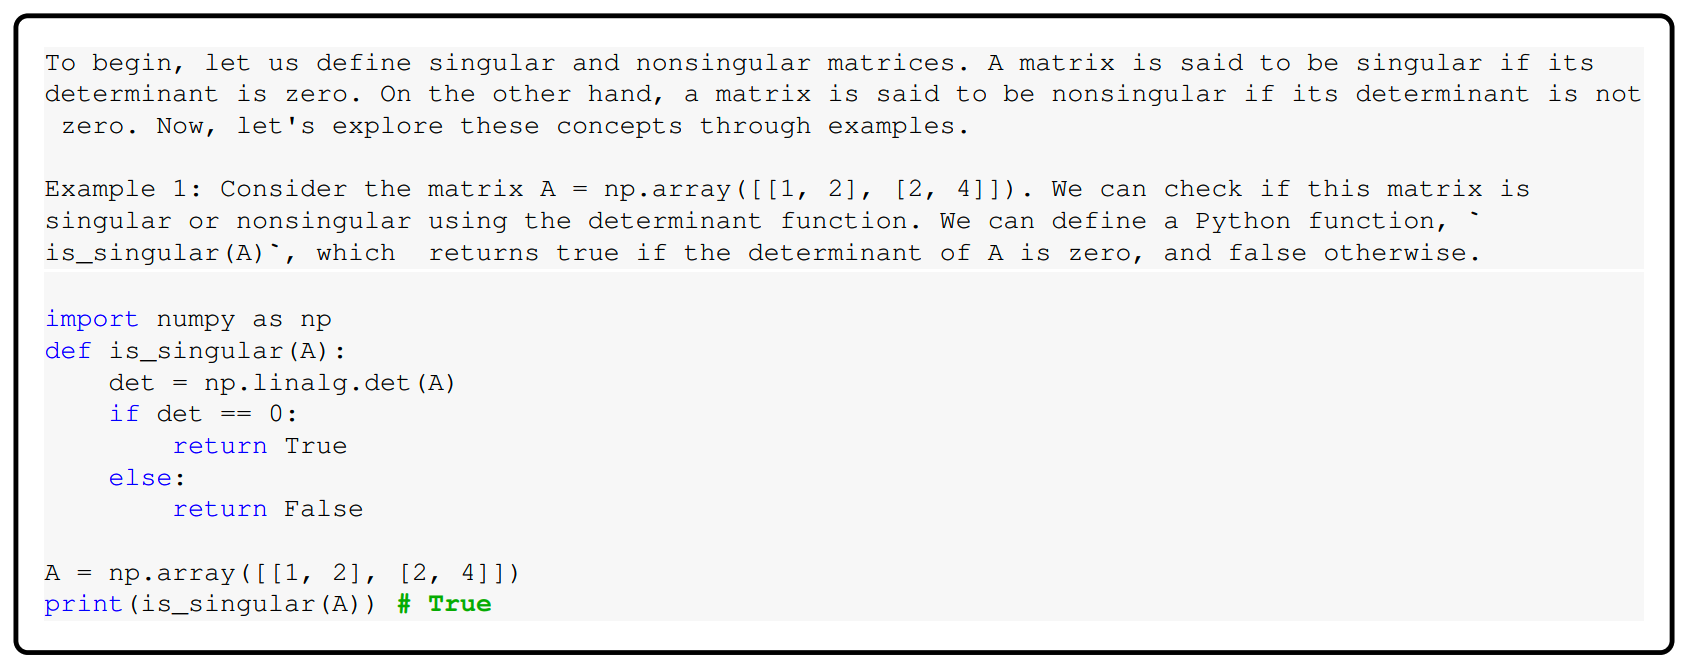 To begin, let us define singular and nonsingular matrices. A matrix is said to be singular if its
determinant is zero. On the other hand, a matrix is said to be nonsingular if its determinant is not
zero. Now, let's explore these concepts through examples.
Example 1: Consider the matrix A = np.array([[1, 2], [2, 4]]). We can check if this matrix is
singular or nonsingular using the determinant function. We can define a Python function, `
is_singular(A)`, which  returns true if the determinant of A is zero, and false otherwise.
import numpy as np
def is_singular(A):
    det = np.linalg.det(A)
    if det == 0:
        return True
    else:
        return False
A = np.array([[1, 2], [2, 4]])
print(is_singular(A)) # True